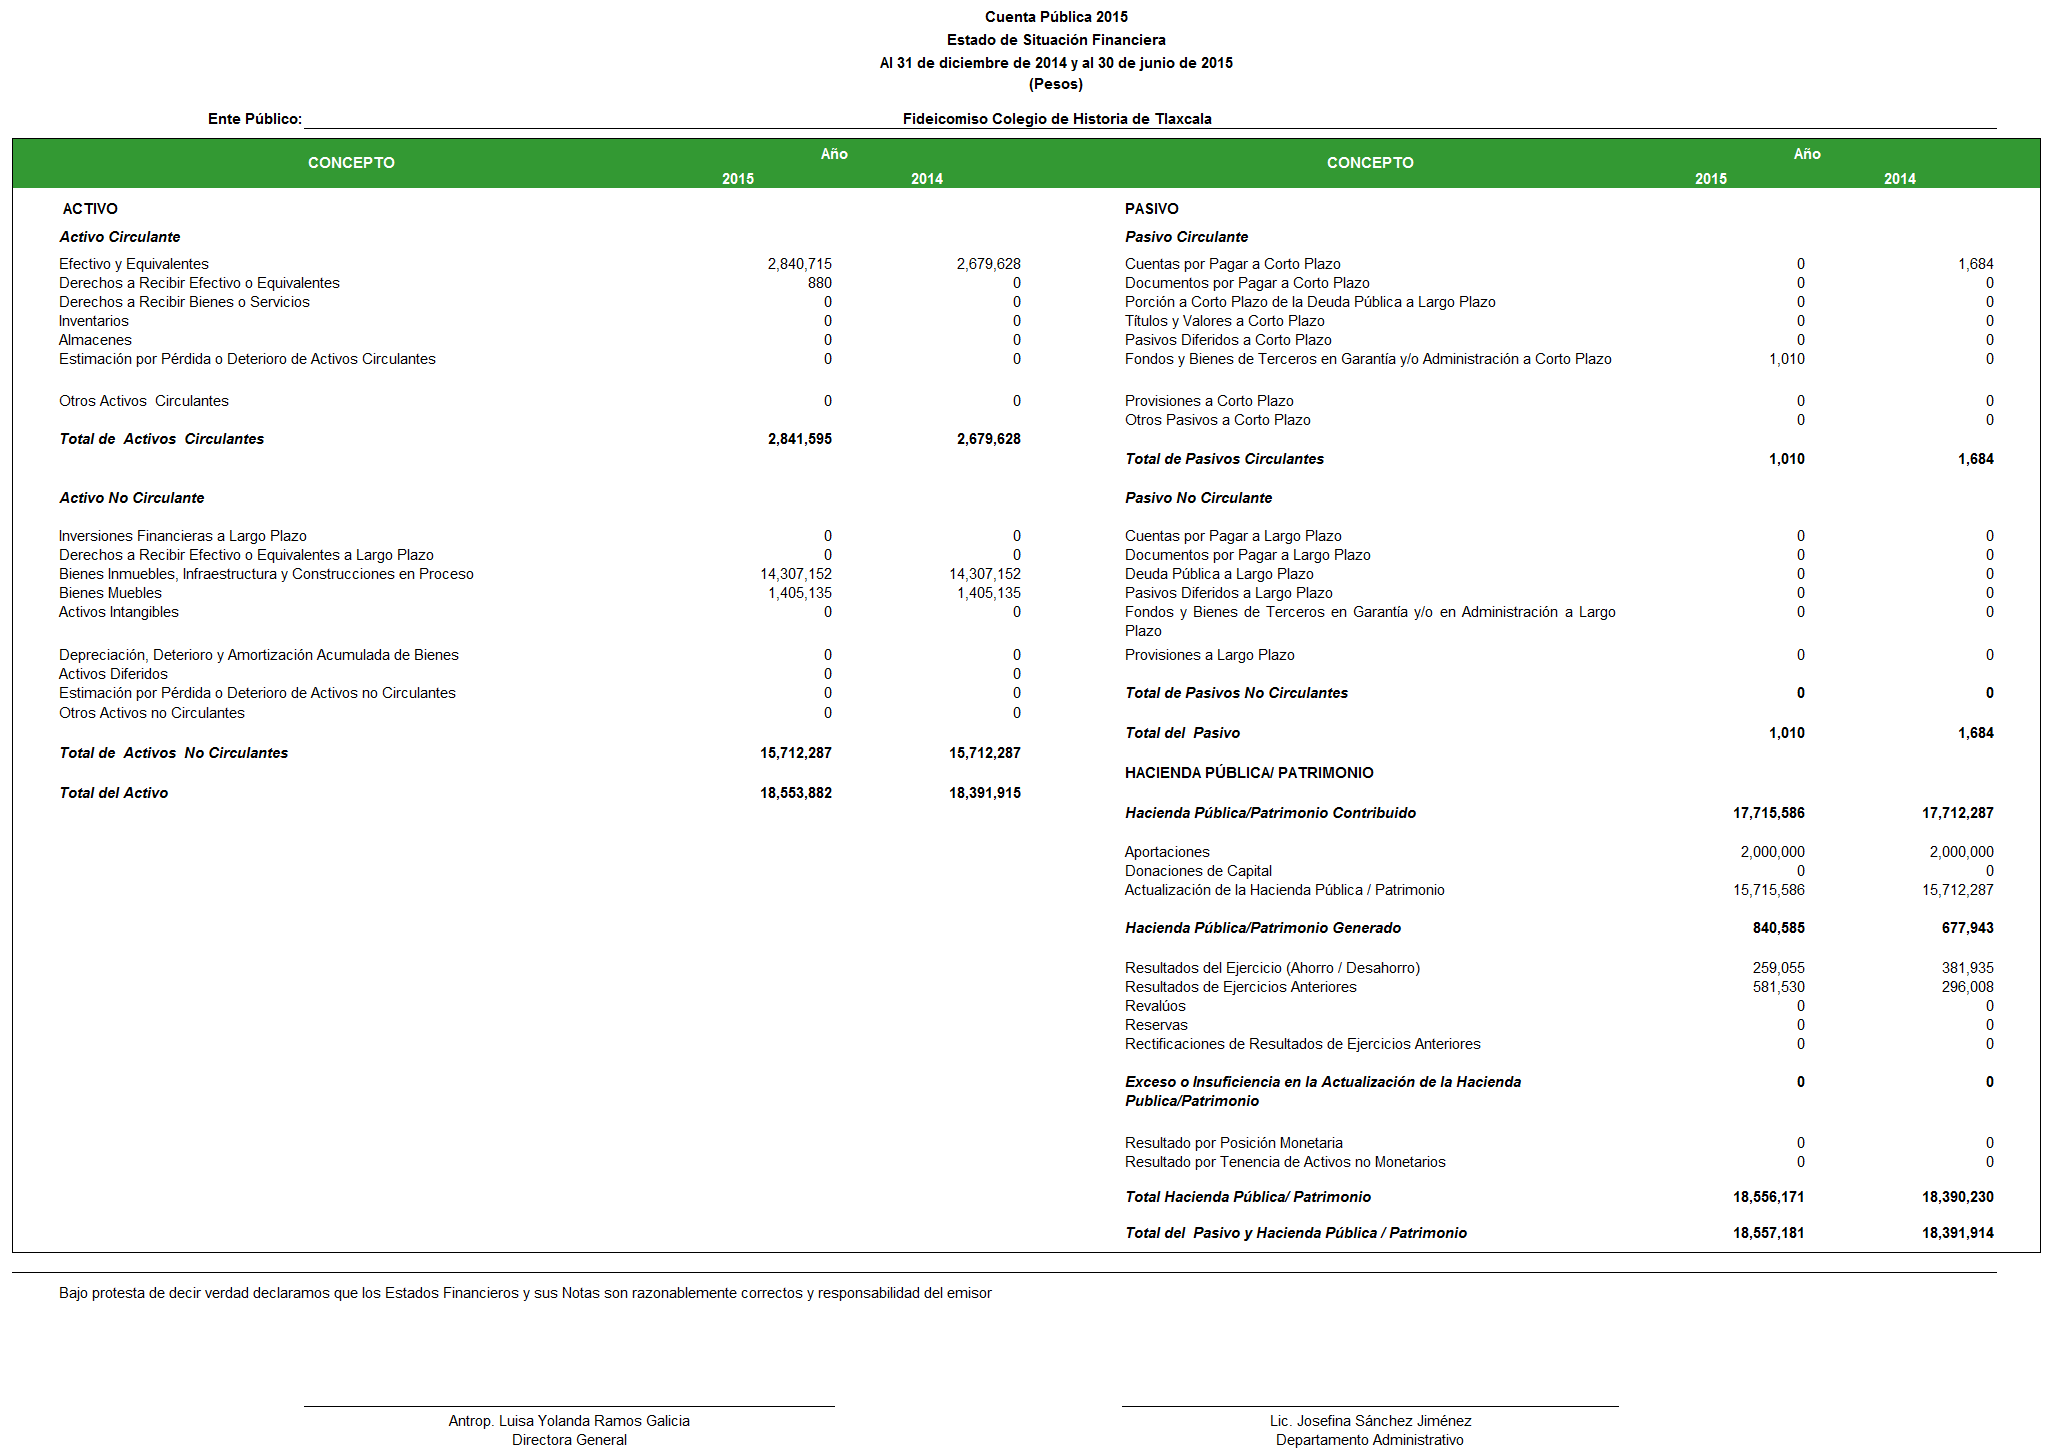 Cuenta Pública 2015
Estado de Situación Financiera
Al 31 de diciembre de 2014 y al 30 de junio de 2015
(Pesos)
Ente Público: Fideicomiso Colegio de Historia de Tlaxcala
CONCEPTO Año CONCEPTO Año
2015 2014 2015 2014
ACTIVO PASIVO
Activo Circulante Pasivo Circulante
Efectivo y Equivalentes 2,840,715 2,679,628 Cuentas por Pagar a Corto Plazo 0 1,684
Derechos a Recibir Efectivo o Equivalentes 880 0 Documentos por Pagar a Corto Plazo 0 0
Derechos a Recibir Bienes o Servicios 0 0 Porción a Corto Plazo de la Deuda Pública a Largo Plazo 0 0
Inventarios 0 0 Títulos y Valores a Corto Plazo 0 0
Almacenes 0 0 Pasivos Diferidos a Corto Plazo 0 0
Estimación por Pérdida o Deterioro de Activos Circulantes 0 0 Fondos y Bienes de Terceros en Garantía y/o Administración a Corto Plazo 1,010 0
Otros Activos Circulantes 0 0 Provisiones a Corto Plazo 0 0
Otros Pasivos a Corto Plazo 0 0
Total de Activos Circulantes 2,841,595 2,679,628
Total de Pasivos Circulantes 1,010 1,684
Activo No Circulante Pasivo No Circulante
Inversiones Financieras a Largo Plazo 0 0 Cuentas por Pagar a Largo Plazo 0 0
Derechos a Recibir Efectivo o Equivalentes a Largo Plazo 0 0 Documentos por Pagar a Largo Plazo 0 0
Bienes Inmuebles, Infraestructura y Construcciones en Proceso 14,307,152 14,307,152 Deuda Pública a Largo Plazo 0 0
Bienes Muebles 1,405,135 1,405,135 Pasivos Diferidos a Largo Plazo 0 0
Activos Intangibles 0 0 Fondos y Bienes de Terceros en Garantía y/o en Administración a Largo 0 0
Plazo
Depreciación, Deterioro y Amortización Acumulada de Bienes 0 0 Provisiones a Largo Plazo 0 0
Activos Diferidos 0 0
Estimación por Pérdida o Deterioro de Activos no Circulantes 0 0 Total de Pasivos No Circulantes 0 0
Otros Activos no Circulantes 0 0
Total del Pasivo 1,010 1,684
Total de Activos No Circulantes 15,712,287 15,712,287
HACIENDA PÚBLICA/ PATRIMONIO
Total del Activo 18,553,882 18,391,915
Hacienda Pública/Patrimonio Contribuido 17,715,586 17,712,287
Aportaciones 2,000,000 2,000,000
Donaciones de Capital 0 0
Actualización de la Hacienda Pública / Patrimonio 15,715,586 15,712,287
Hacienda Pública/Patrimonio Generado 840,585 677,943
Resultados del Ejercicio (Ahorro / Desahorro) 259,055 381,935
Resultados de Ejercicios Anteriores 581,530 296,008
Revalúos 0 0
Reservas 0 0
Rectificaciones de Resultados de Ejercicios Anteriores 0 0
Exceso o Insuficiencia en la Actualización de la Hacienda 0 0
Publica/Patrimonio
Resultado por Posición Monetaria 0 0
Resultado por Tenencia de Activos no Monetarios 0 0
Total Hacienda Pública/ Patrimonio 18,556,171 18,390,230
Total del Pasivo y Hacienda Pública / Patrimonio 18,557,181 18,391,914
Bajo protesta de decir verdad declaramos que los Estados Financieros y sus Notas son razonablemente correctos y responsabilidad del emisor
Antrop. Luisa Yolanda Ramos Galicia Lic. Josefina Sánchez Jiménez
Directora General Departamento Administrativo